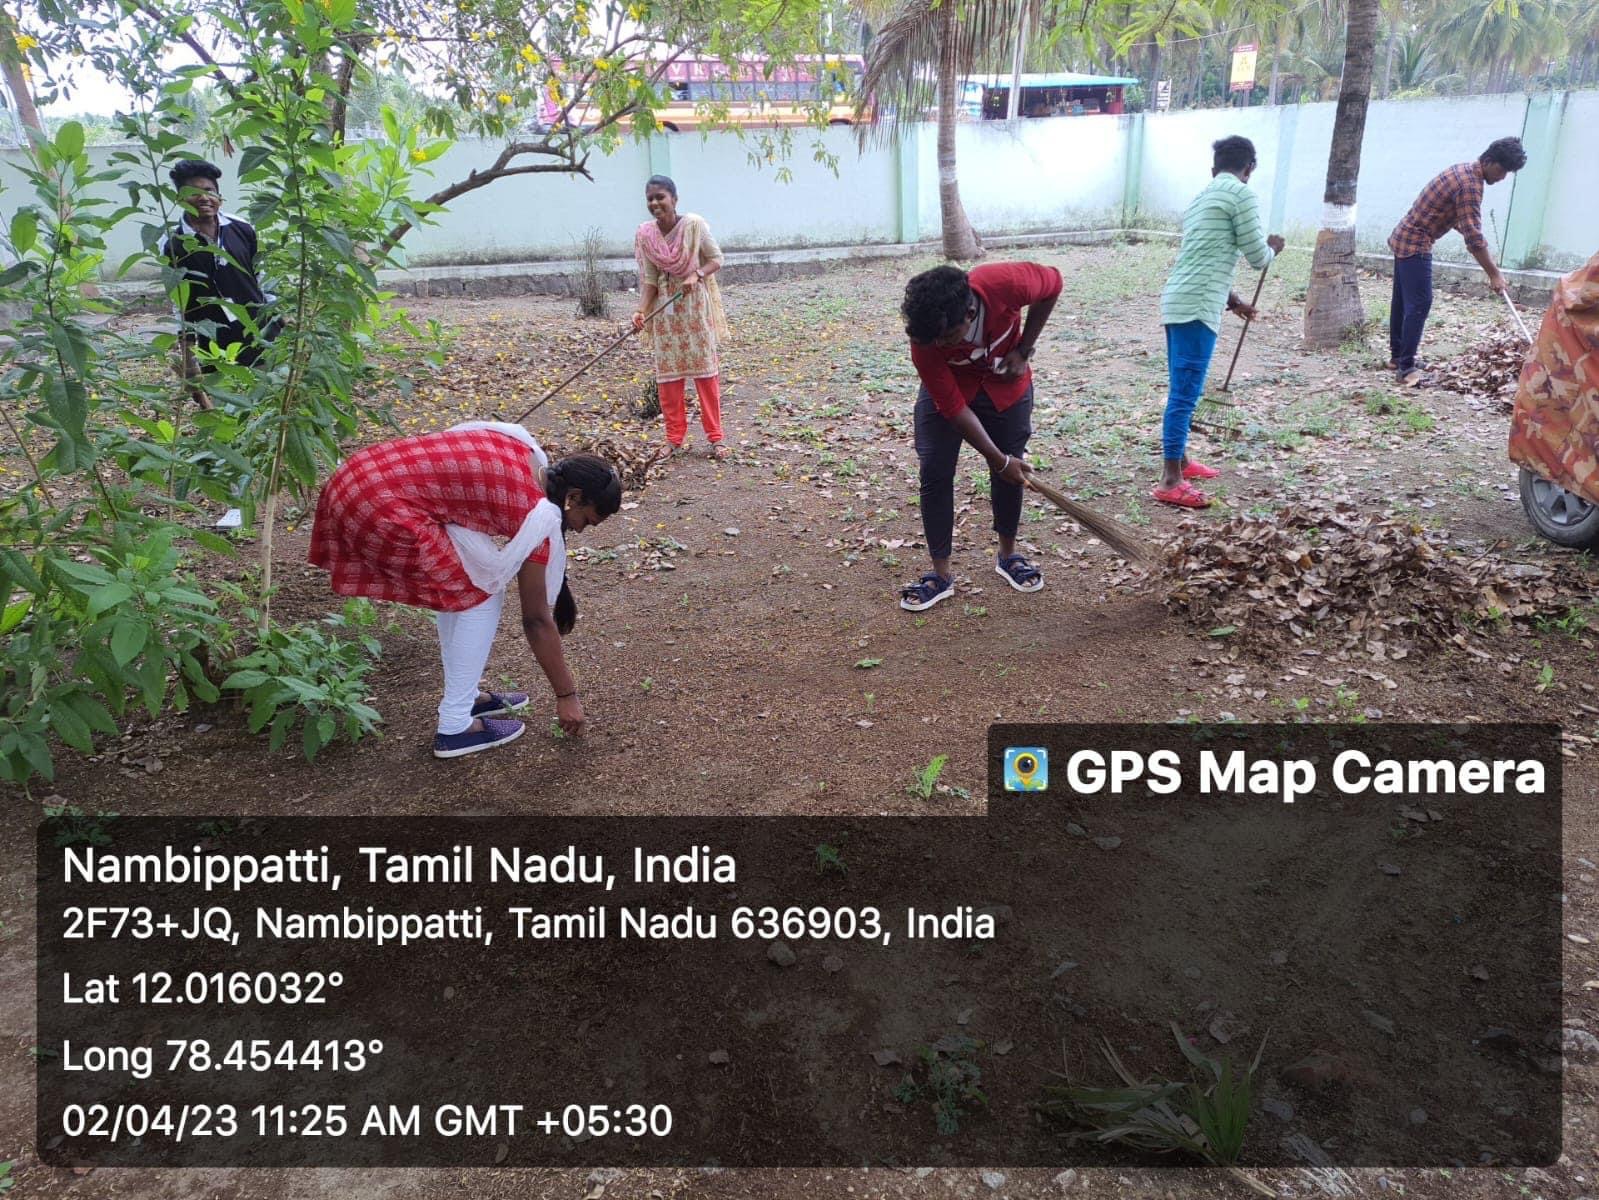 GPS Map Camera
Nambippatti, Tamil Nadu, India
2F73+JQ, Nambippatti, Tamil Nadu 636903, India
Lat 12.016032°
Long 78.454413°
02/04/23 11:25 AM GMT +05:30